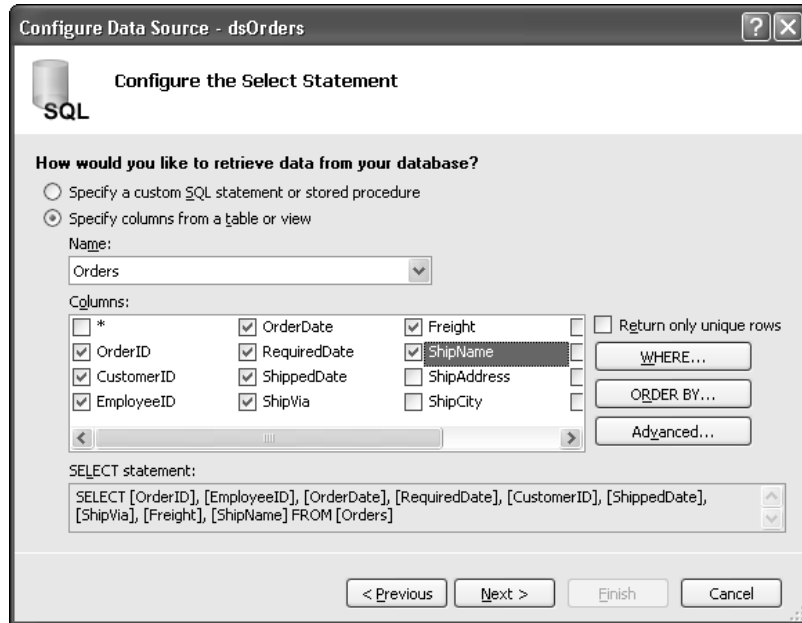 Configure Data Source - dsOrders
SQL
Configure the Select Statement
How would you like to retrieve data from your database?
Specify a custom SQL statement or stored procedure
Specify columns from a table or view
Name:
Orders
Columns:
* OrderDate Freight
OrderID RequiredDate ShipName
CustomerID ShippedDate ShipAddress
EmployeeID ShipVia ShipCity
Return only unique rows
WHERE...
ORDER BY...
Advanced...
SELECT statement:
SELECT [OrderID], [EmployeeID], [OrderDate], [RequiredDate], [CustomerID], [ShippedDate],
[ShipVia], [Freight], [ShipName] FROM [Orders]
< Previous Next > Finish Cancel